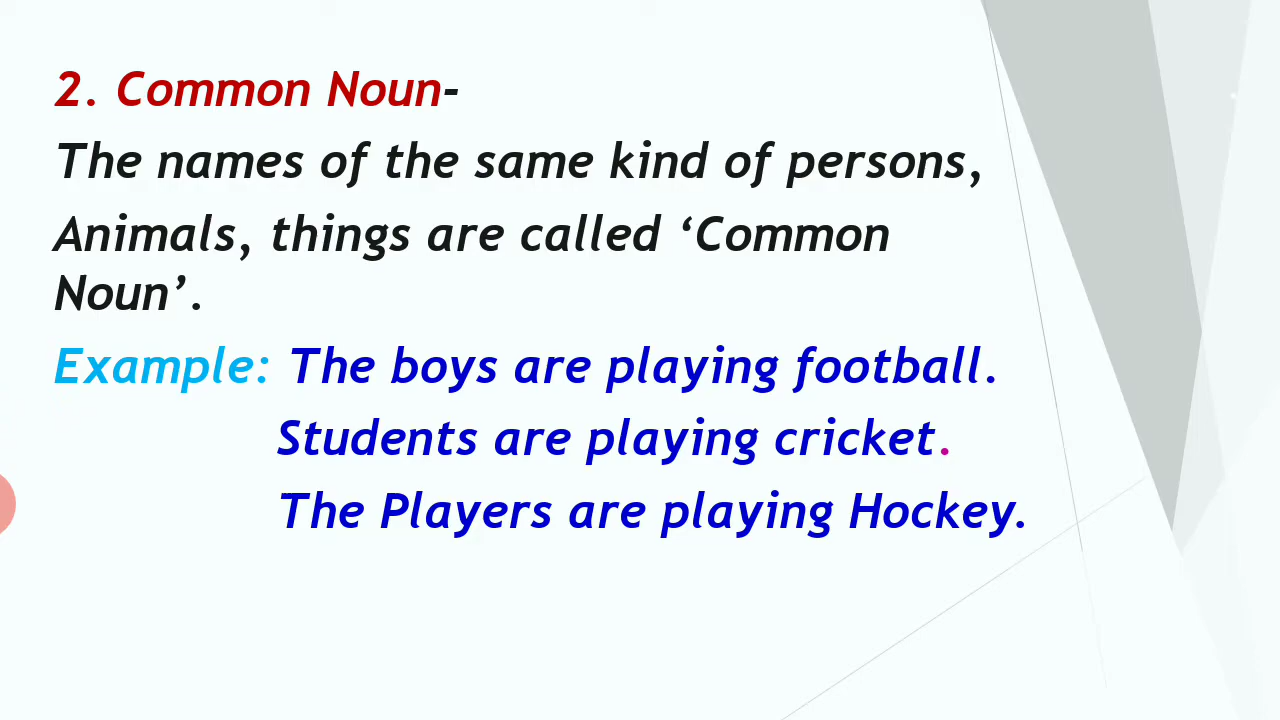 2. Common Noun-
The names of the same kind of persons,
Animals, things are called ‘Common
Noun’.
Example: The boys are playing football.
Students are playing cricket.
The Players are playing Hockey.